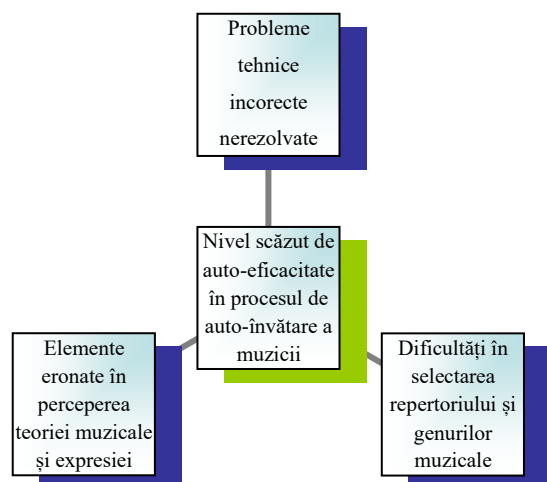 Probleme
tehnice
incorecte
nerezolvate
Nivel scăzut de
auto-eficacitate
în procesul de
auto-învătare a
muzicii
Elemente
eronate în
perceperea
teoriei muzicale
și expresiei
Dificultăți în
selectarea
repertoriului și
genurilor
muzicale